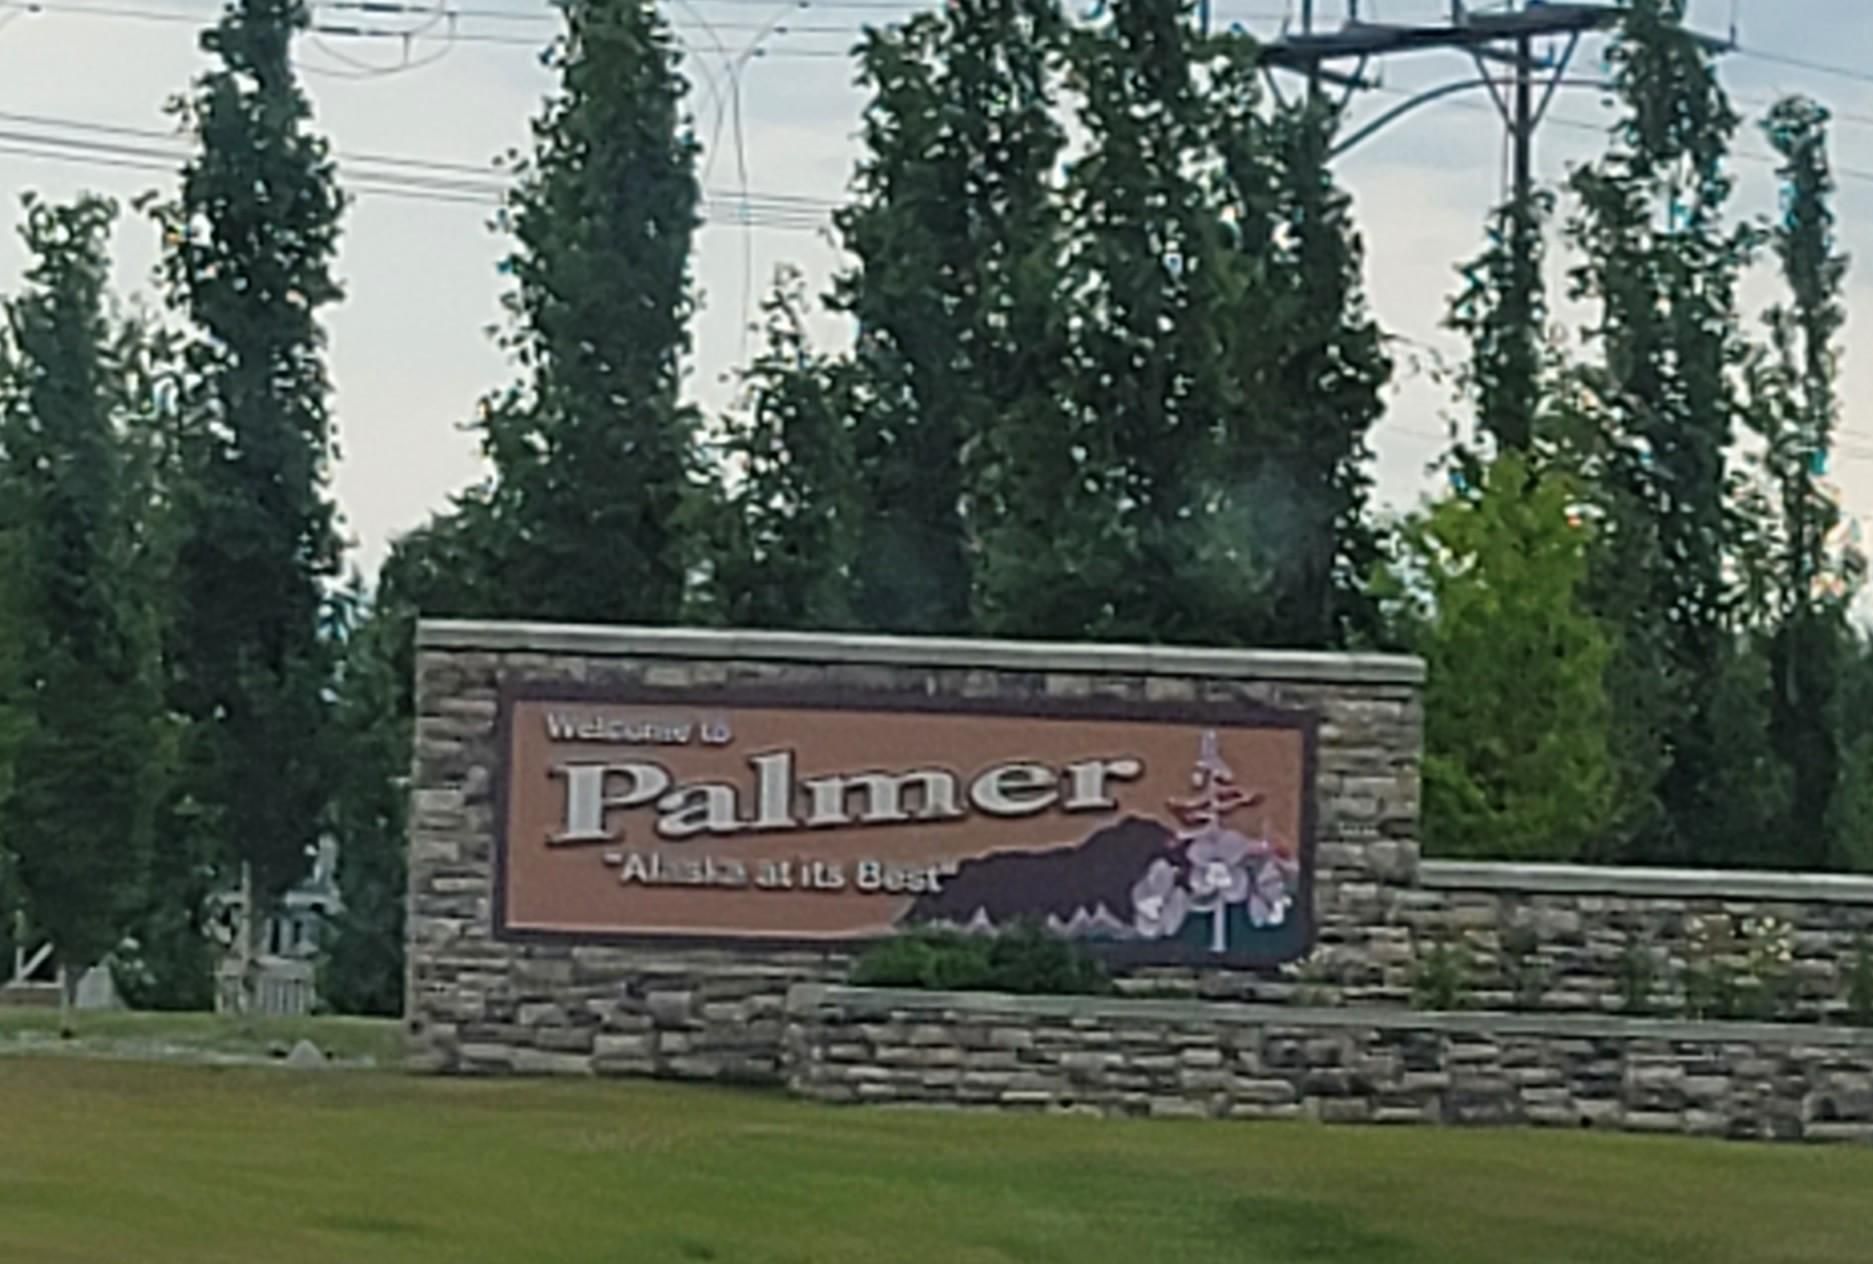 Welcome to
Palmer
"Alaska at its Best"